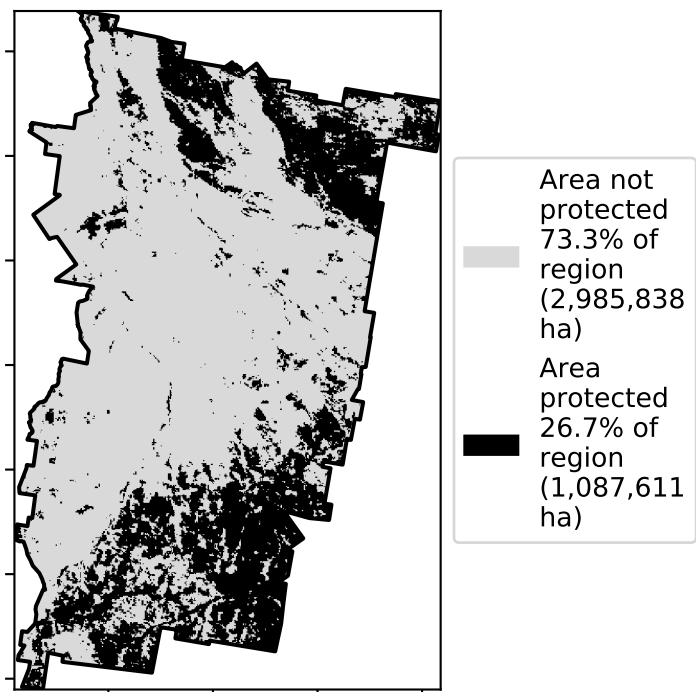 Area not
protected
73.3% of
region
(2,985,838
ha)
Area
protected
26.7% of
region
(1,087,611
ha)